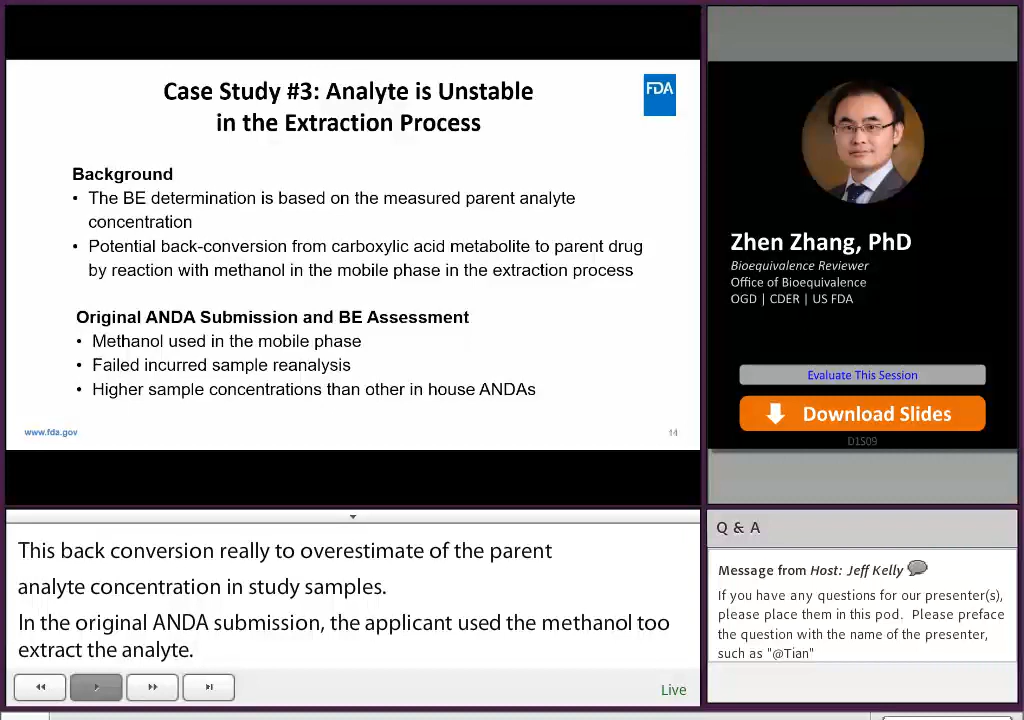 Case Study #3: Analyte is Unstable
in the Extraction Process
FDA
Background
• The BE determination is based on the measured parent analyte
concentration
• Potential back-conversion from carboxylic acid metabolite to parent drug
by reaction with methanol in the mobile phase in the extraction process
Original ANDA Submission and BE Assessment
• Methanol used in the mobile phase
• Failed incurred sample reanalysis
• Higher sample concentrations than other in house ANDAs
www.fda.gov
14
Zhen Zhang, PhD
Bioequivalence Reviewer
Office of Bioequivalence
OGD | CDER | US FDA
Evaluate This Session
Download Slides
D1S09
This back conversion really to overestimate of the parent
analyte concentration in study samples.
In the original ANDA submission, the applicant used the methanol too
extract the analyte.
Live
Q & A
Message from Host: Jeff Kelly
If you have any questions for our presenter(s),
please place them in this pod. Please preface
the question with the name of the presenter,
such as "@Tian"